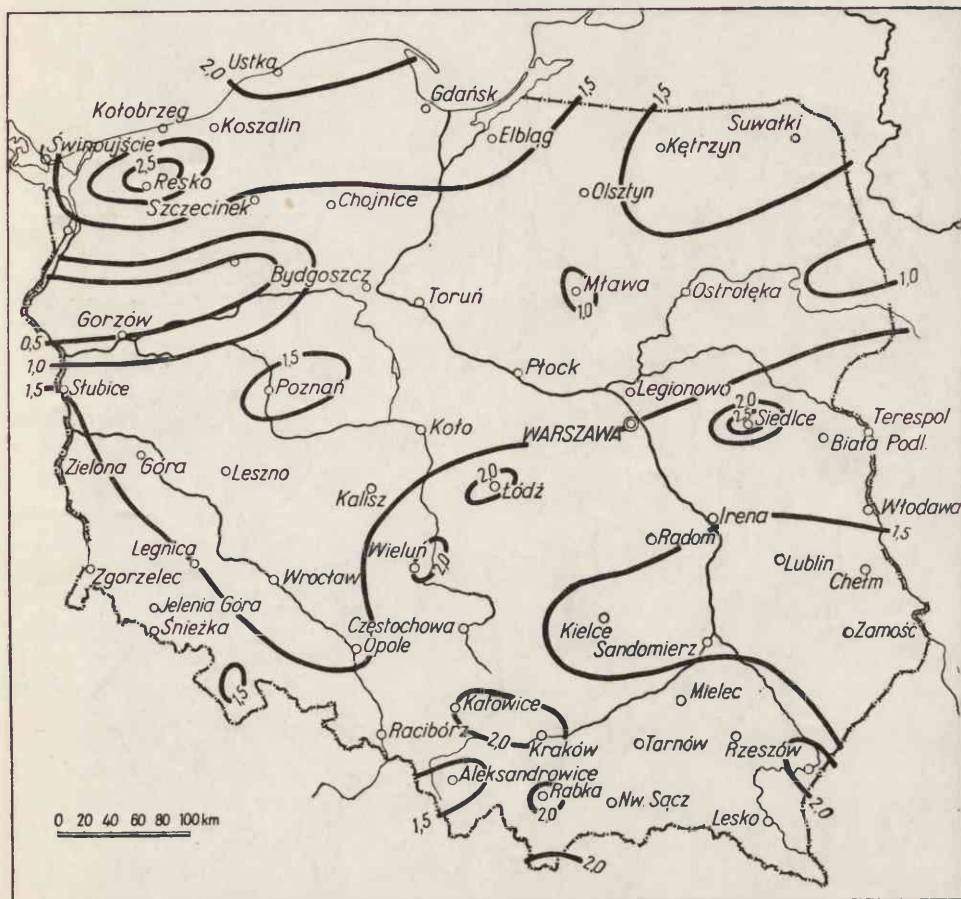 2,0
Ustka
Gdańsk
Kołobrzeg
Koszalin
1,5
1,5
Elbląg
Suwałki
Kętrzyn
Świnoujście
2,5
Resko
Szczecinek
Chojnice
Olsztyn
Bydgoszcz
Toruń
Mława
1,0
Ostrołęka
1,0
Gorzów
0,5
1,0
1,5
Słubice
1,5
Poznań
Płock
Legionowo
2,0
2,5
Siedlce
Terespol
Koło
WARSZAWA
Biała Podl.
Zielona Góra
Leszno
Kalisz
2,0
Łódź
Włodawa
Irena
1,5
Radom
Legnica
Wieluń
2,0
Lublin
Chełm
Zgorzelec
Wrocław
Jelenia Góra
Śnieżka
Częstochowa
Opole
Kielce
Sandomierz
Zamość
1,5
Katowice
Mielec
Racibórz
2,0
Kraków
Tarnów
Rzeszów
Aleksandrowice
Rabka
2,0
Nw. Sącz
2,0
Lesko
1,5
2,0
0 20 40 60 80 100 km